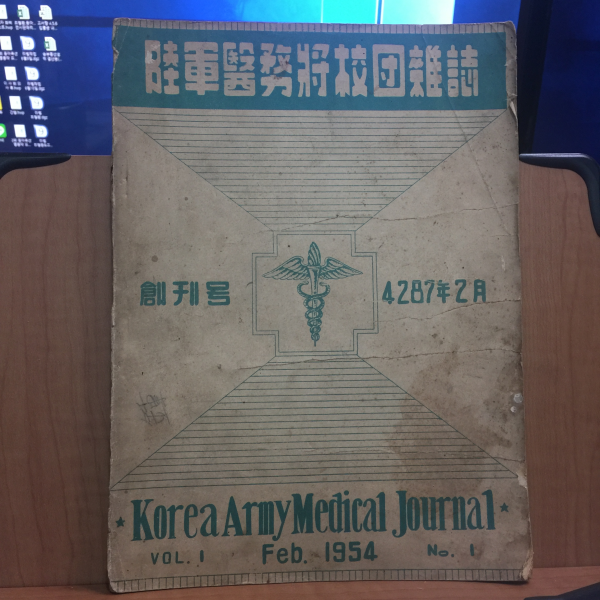 陸軍醫務將校団雜誌
創刊号
4287年2月
★ Korea Army Medical Journal ★
VOL. 1 Feb. 1954 No. 1